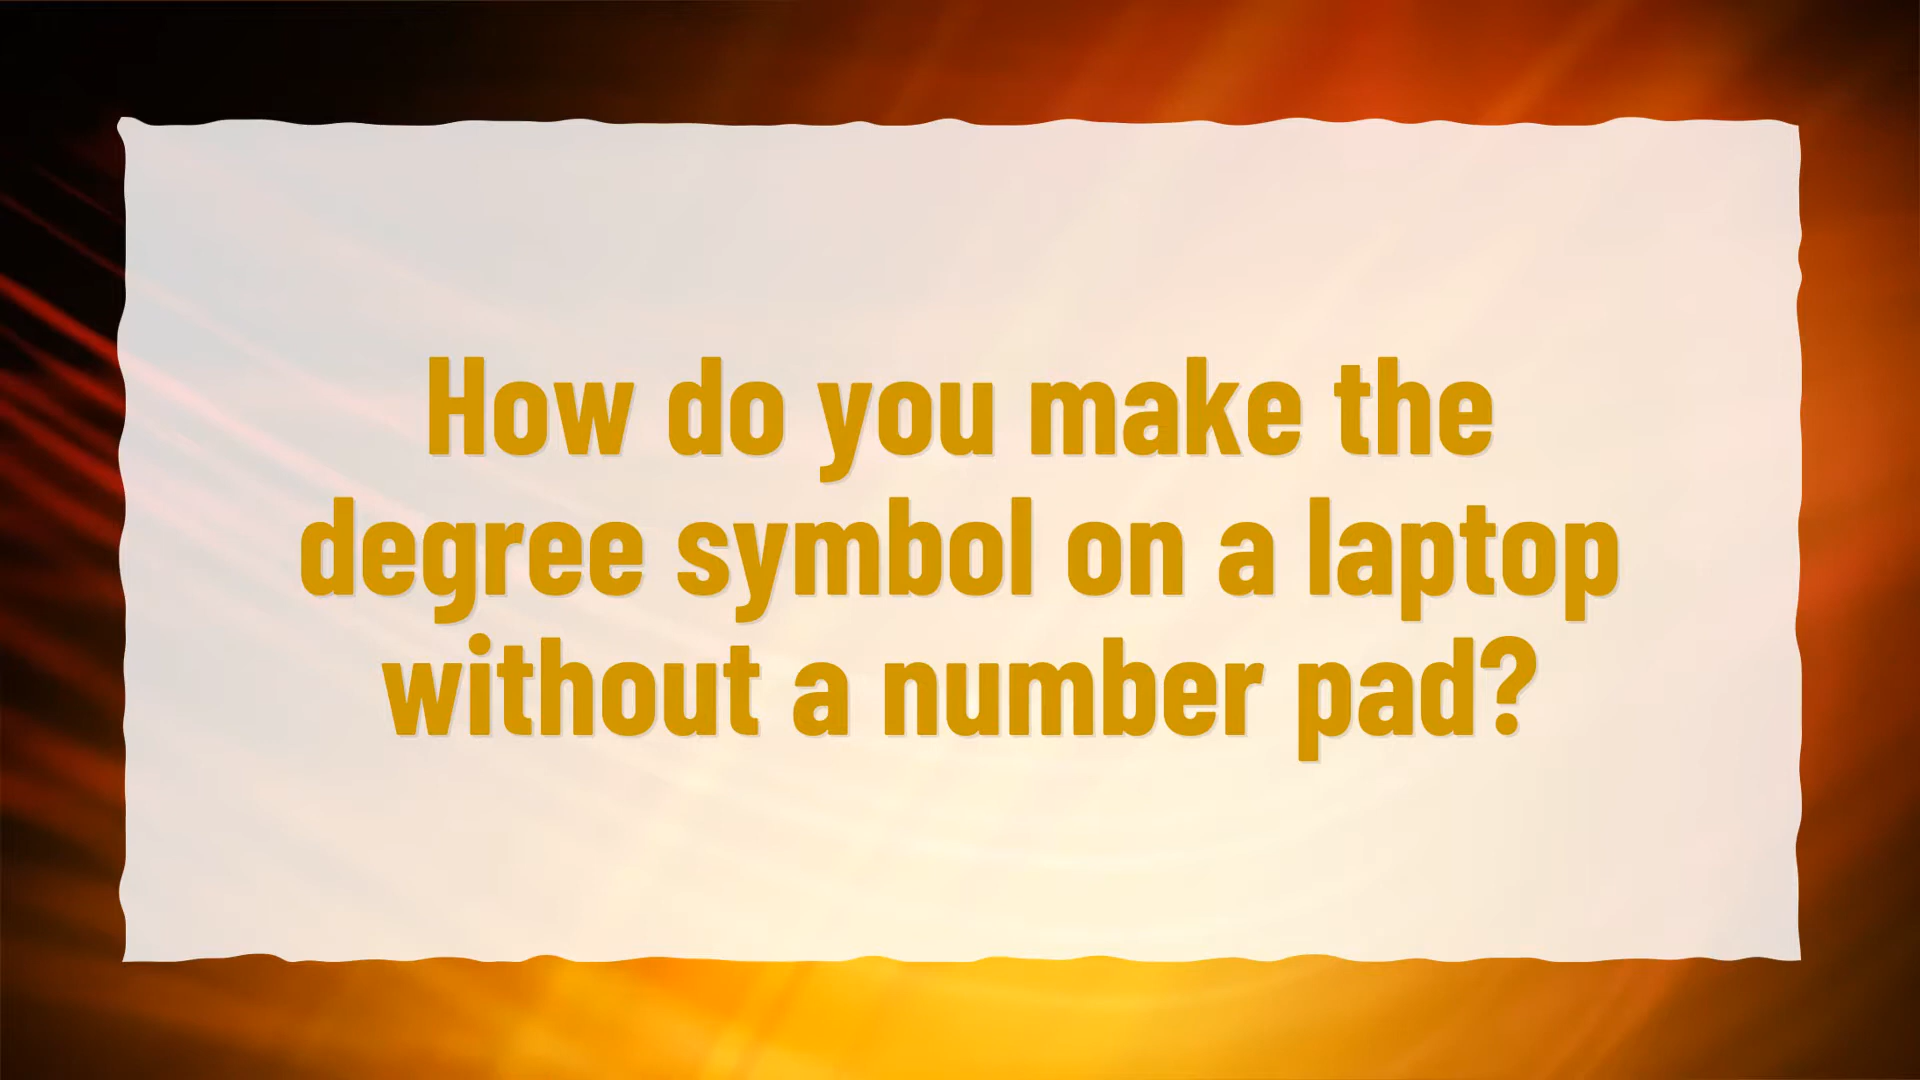 How do you make the
degree symbol on a laptop
without a number pad?